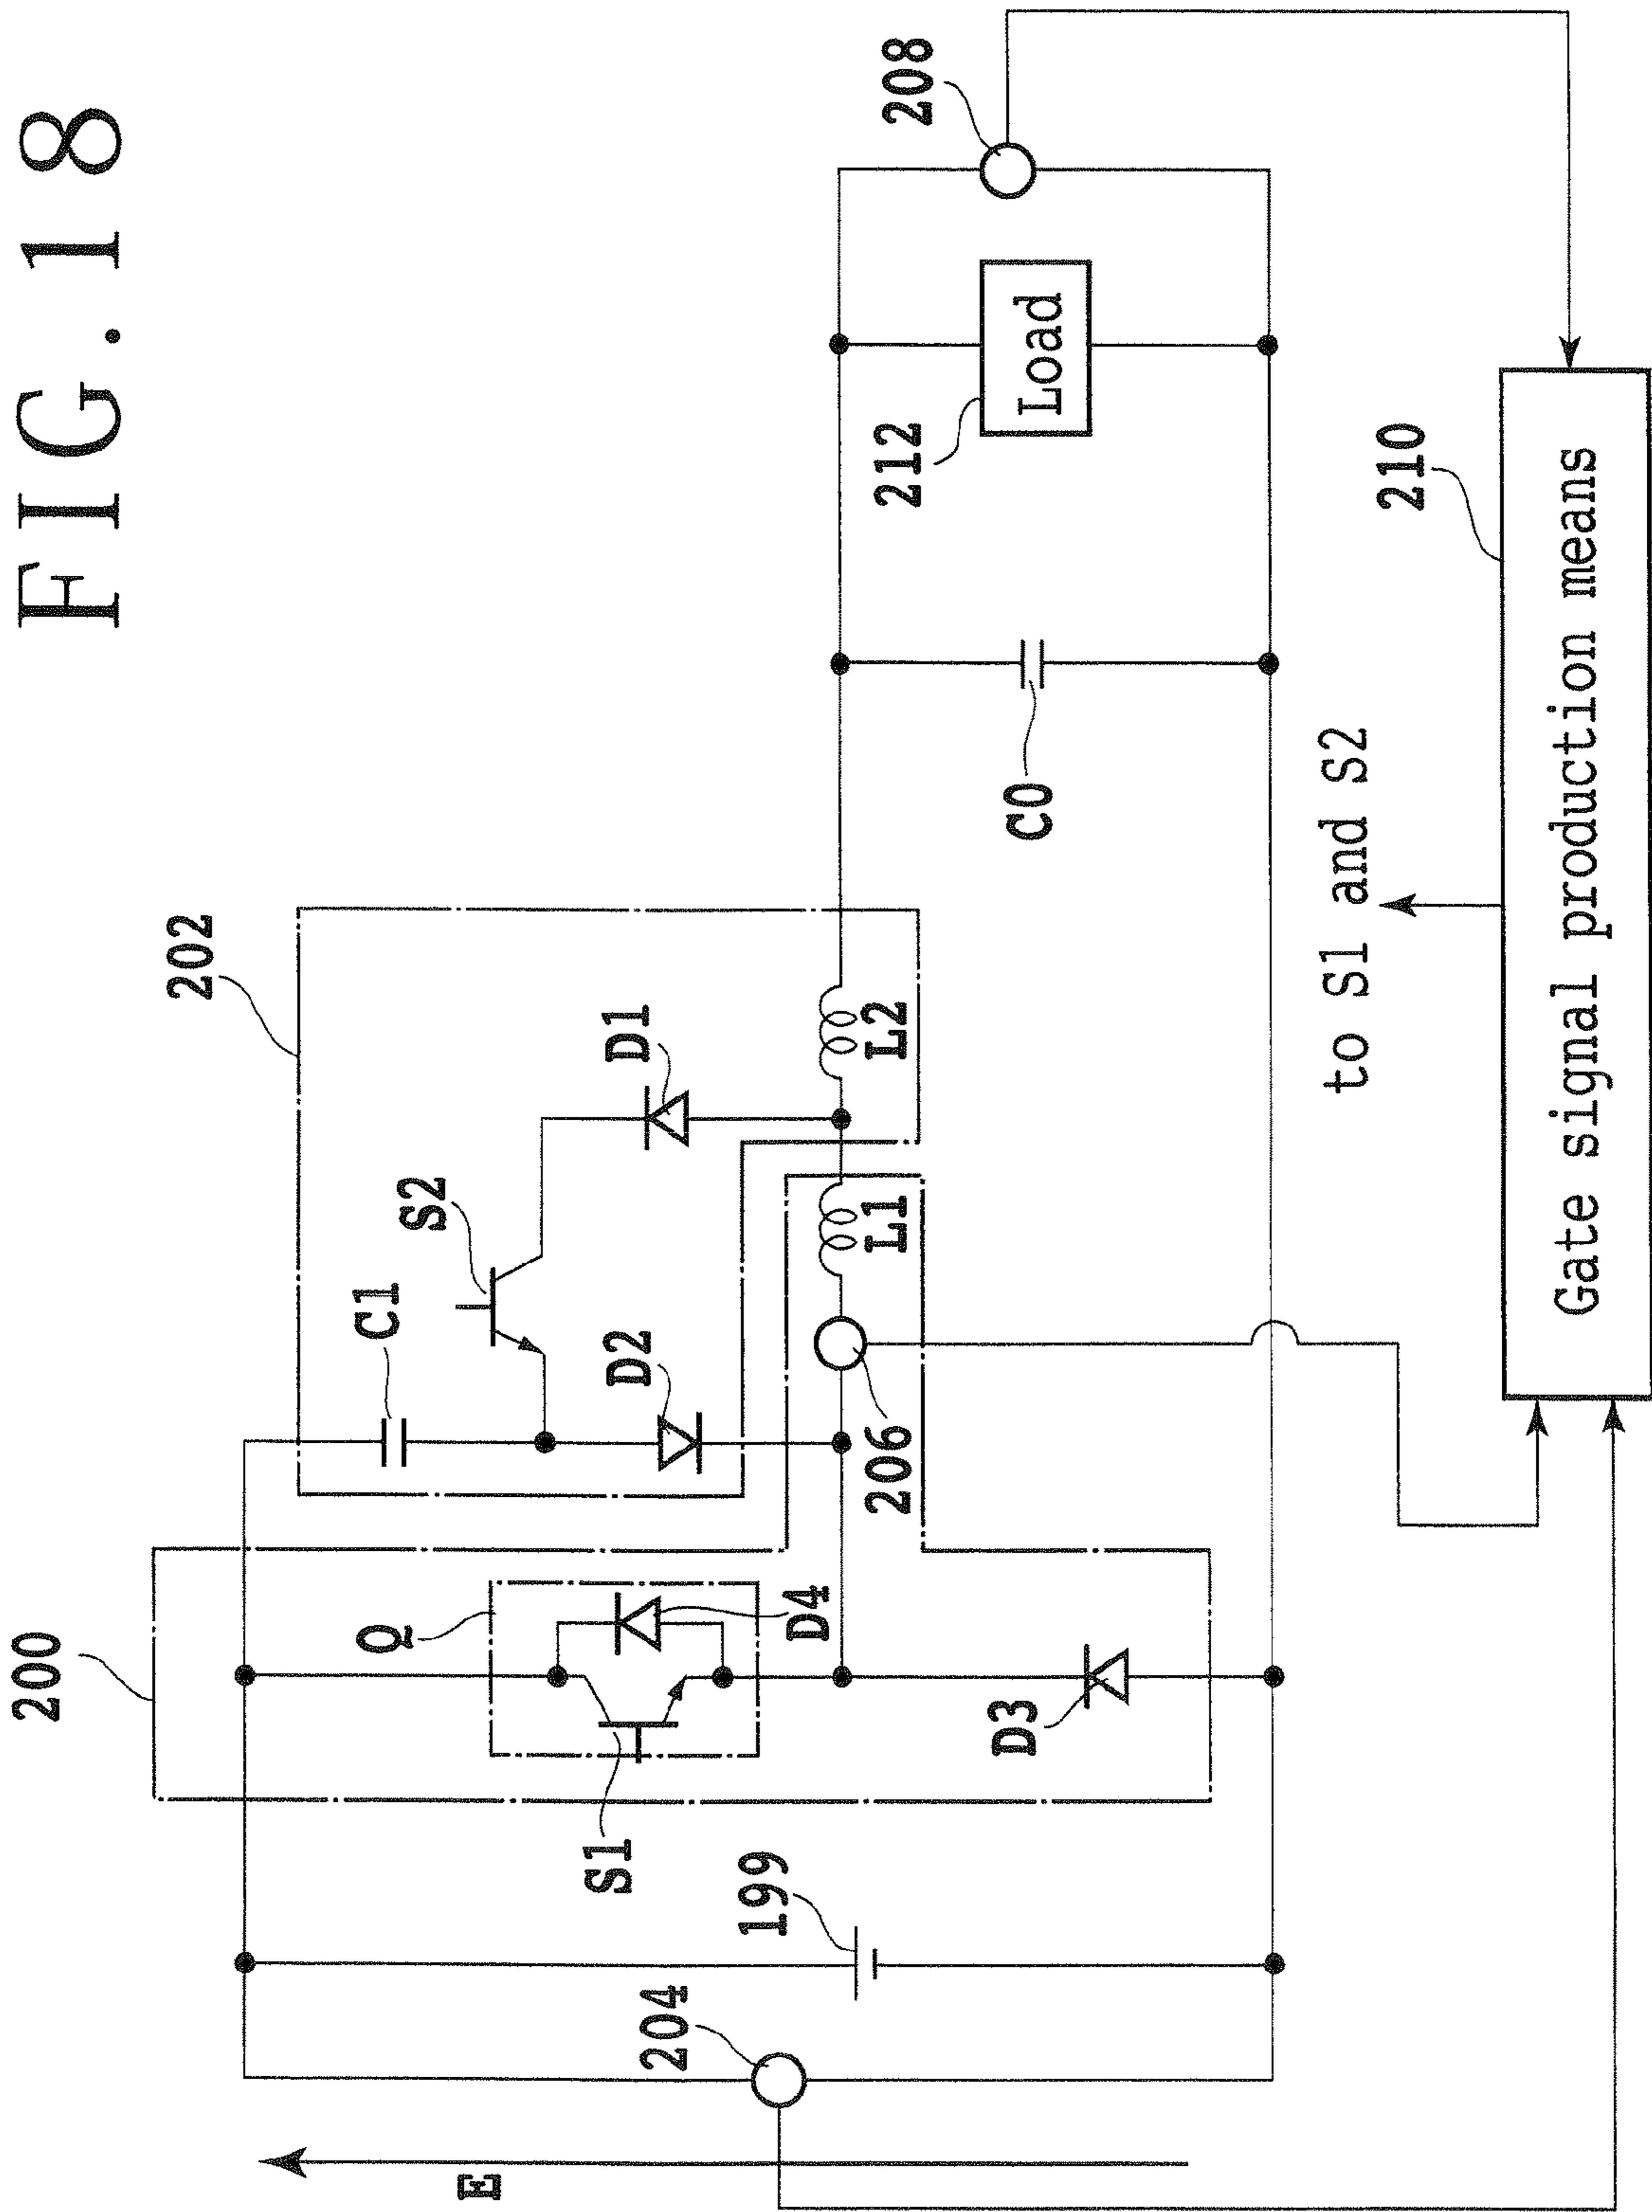 FIG.18
200
202
Q
C1
S2
S1
D4
D2
D1
199
204
206
L1
L2
208
212
Load
D3
C0
E
to S1 and S2
210
Gate signal production means